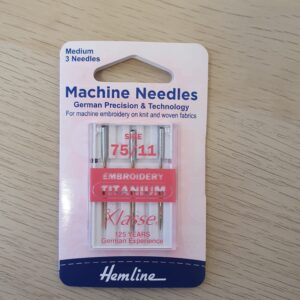 Medium
3 Needles
Machine Needles
German Precision & Technology
For machine embroidery on knit and woven fabrics
SIZE
75/11
EMBROIDERY
TITANIUM
Klassé
125 YEARS
German Experience
Hemline